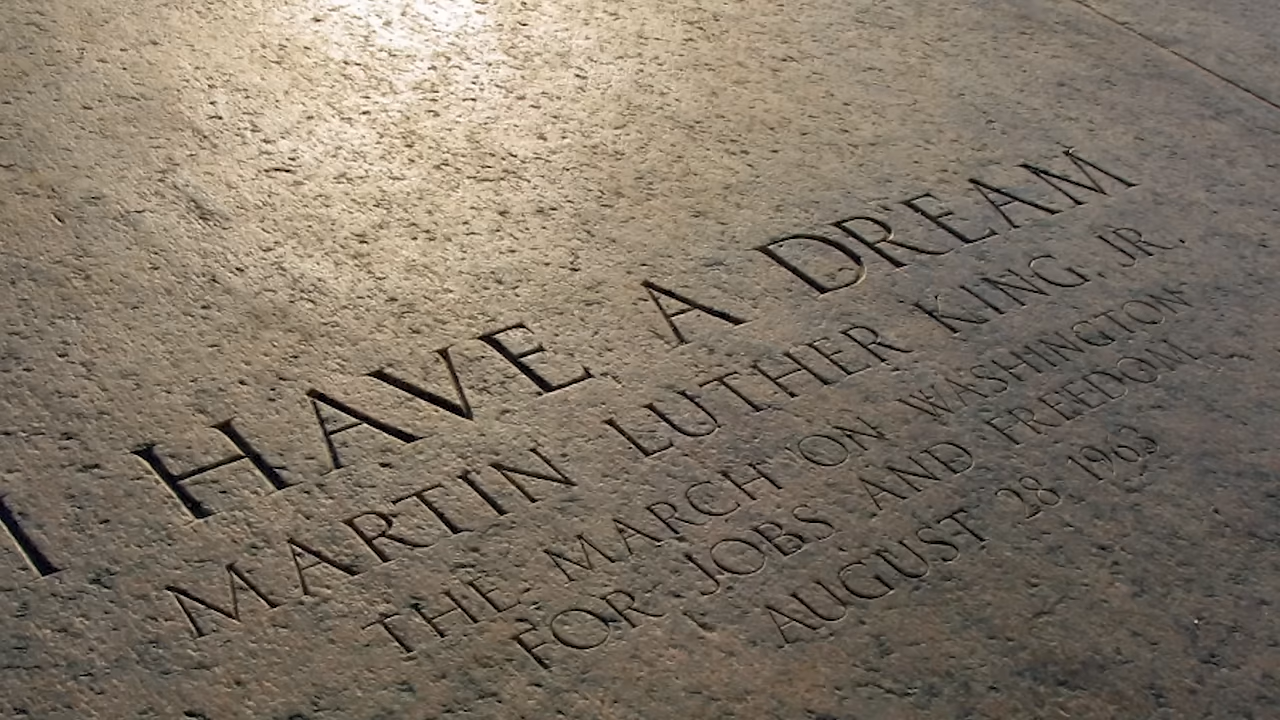 I HAVE A DREAM
MARTIN LUTHER KING, JR.
THE MARCH ON WASHINGTON
FOR JOBS AND FREEDOM
AUGUST 28 1963